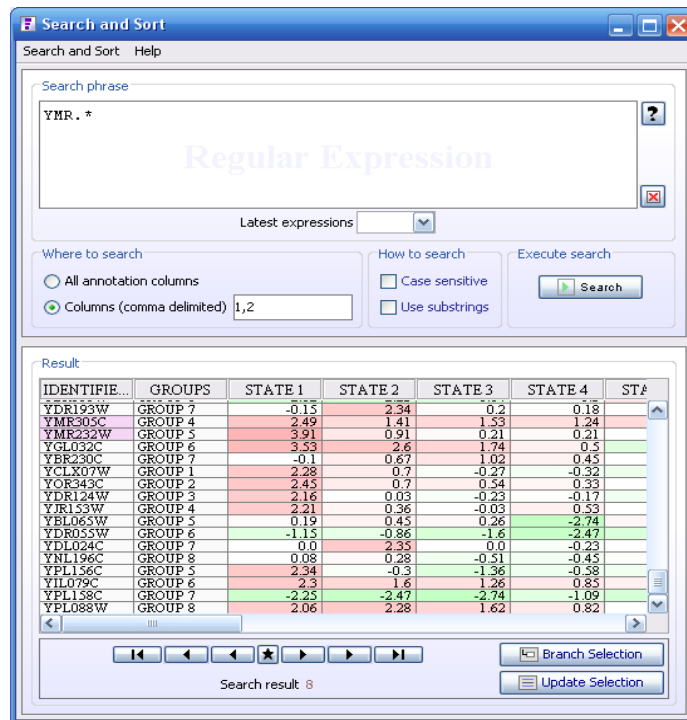 Search and Sort
Search and Sort Help
Search phrase
YMR.*
?
Regular Expression
Latest expressions
Where to search
All annotation columns
Columns (comma delimited) 1,2
How to search
Case sensitive
Use substrings
Execute search
Search
Result
IDENTIFIE... GROUPS STATE 1 STATE 2 STATE 3 STATE 4 STA
YDR193W GROUP 7 -0.15 2.34 0.2 0.18
YMR305C GROUP 4 2.49 1.41 1.53 1.24
YMR232W GROUP 5 3.91 0.91 0.21 0.21
YGL032C GROUP 6 3.53 2.6 1.74 0.5
YBR230C GROUP 7 -0.1 0.67 1.02 0.45
YCLX07W GROUP 1 2.28 0.7 -0.27 -0.32
YOR343C GROUP 2 2.45 0.7 0.54 0.33
YDR124W GROUP 3 2.16 0.03 -0.23 -0.17
YJR153W GROUP 4 2.21 0.36 -0.03 0.53
YBL065W GROUP 5 0.19 0.45 0.26 -2.74
YDR055W GROUP 6 -1.15 -0.86 -1.6 -2.47
YDL024C GROUP 7 0.0 2.35 0.0 -0.23
YNL196C GROUP 8 0.08 0.28 -0.51 -0.45
YPL156C GROUP 5 2.34 -0.3 -1.36 -0.58
YIL079C GROUP 6 2.3 1.6 1.26 0.85
YPL158C GROUP 7 -2.25 -2.47 -2.74 -1.09
YPL088W GROUP 8 2.06 2.28 1.62 0.82
Branch Selection
Search result 8
Update Selection